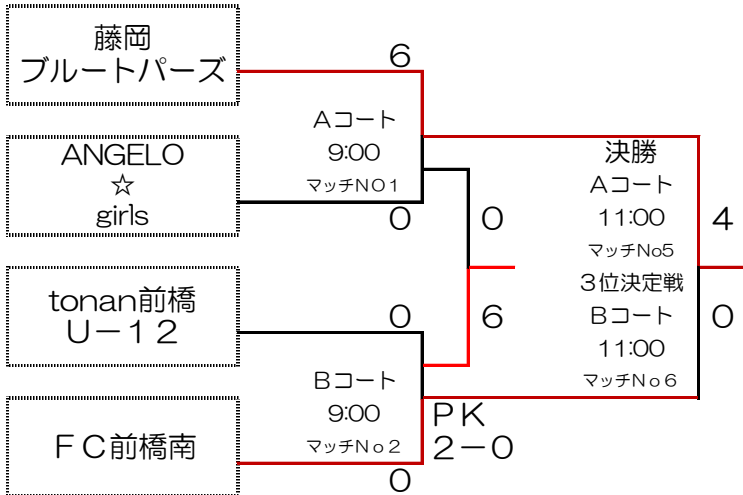 藤岡
ブルートパーズ
6
Aコート
9:00
マッチNO1
ANGELO
☆
girls
0
0
決勝
Aコート
11:00
マッチNo5
4
tonan前橋
U－１２
0
6
３位決定戦
Bコート
11:00
マッチNｏ６
0
Bコート
9:00
マッチNｏ２
ＰＫ
２－０
ＦＣ前橋南
0